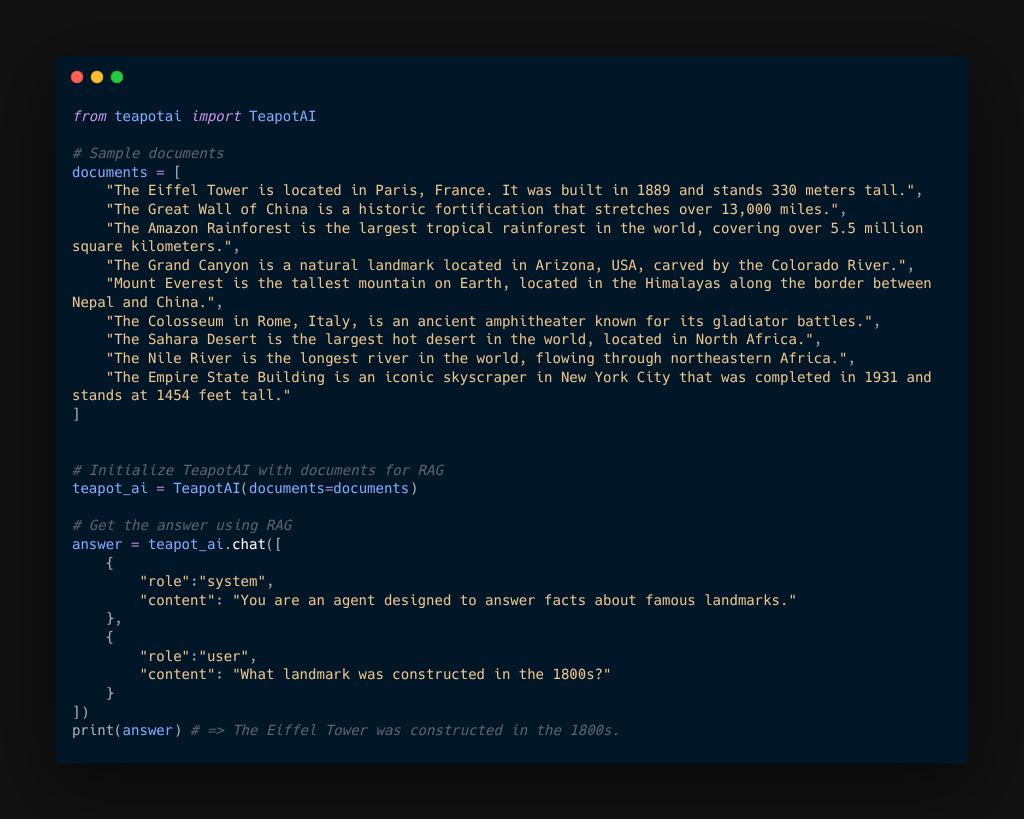 from teapotai import TeapotAI

# Sample documents
documents = [
    "The Eiffel Tower is located in Paris, France. It was built in 1889 and stands 330 meters tall.",
    "The Great Wall of China is a historic fortification that stretches over 13,000 miles.",
    "The Amazon Rainforest is the largest tropical rainforest in the world, covering over 5.5 million
square kilometers.",
    "The Grand Canyon is a natural landmark located in Arizona, USA, carved by the Colorado River.",
    "Mount Everest is the tallest mountain on Earth, located in the Himalayas along the border between
Nepal and China.",
    "The Colosseum in Rome, Italy, is an ancient amphitheater known for its gladiator battles.",
    "The Sahara Desert is the largest hot desert in the world, located in North Africa.",
    "The Nile River is the longest river in the world, flowing through northeastern Africa.",
    "The Empire State Building is an iconic skyscraper in New York City that was completed in 1931 and
stands at 1454 feet tall."
]


# Initialize TeapotAI with documents for RAG
teapot_ai = TeapotAI(documents=documents)

# Get the answer using RAG
answer = teapot_ai.chat([
    {
        "role":"system",
        "content": "You are an agent designed to answer facts about famous landmarks."
    },
    {
        "role":"user",
        "content": "What landmark was constructed in the 1800s?"
    }
])
print(answer) # => The Eiffel Tower was constructed in the 1800s.